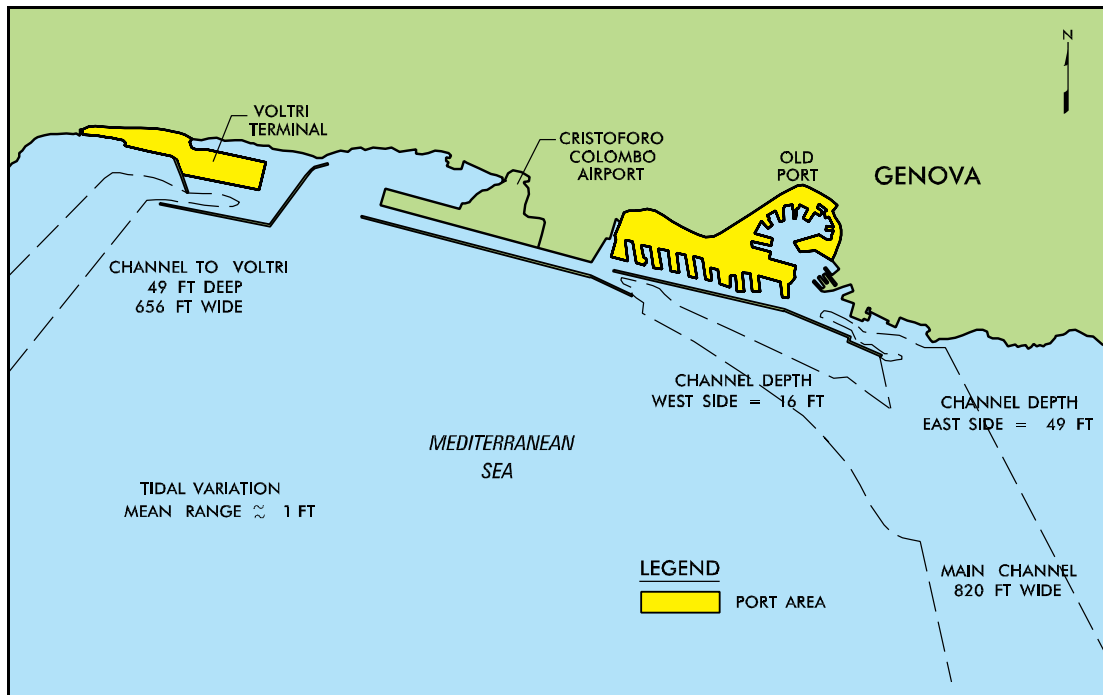 N
VOLTRI
TERMINAL
CRISTOFORO
COLOMBO
AIRPORT
OLD
PORT
GENOVA
CHANNEL TO VOLTRI
49 FT DEEP
656 FT WIDE
CHANNEL DEPTH
WEST SIDE = 16 FT
CHANNEL DEPTH
EAST SIDE = 49 FT
MEDITERRANEAN
SEA
TIDAL VARIATION
MEAN RANGE ≈ 1 FT
LEGEND
PORT AREA
MAIN CHANNEL
820 FT WIDE